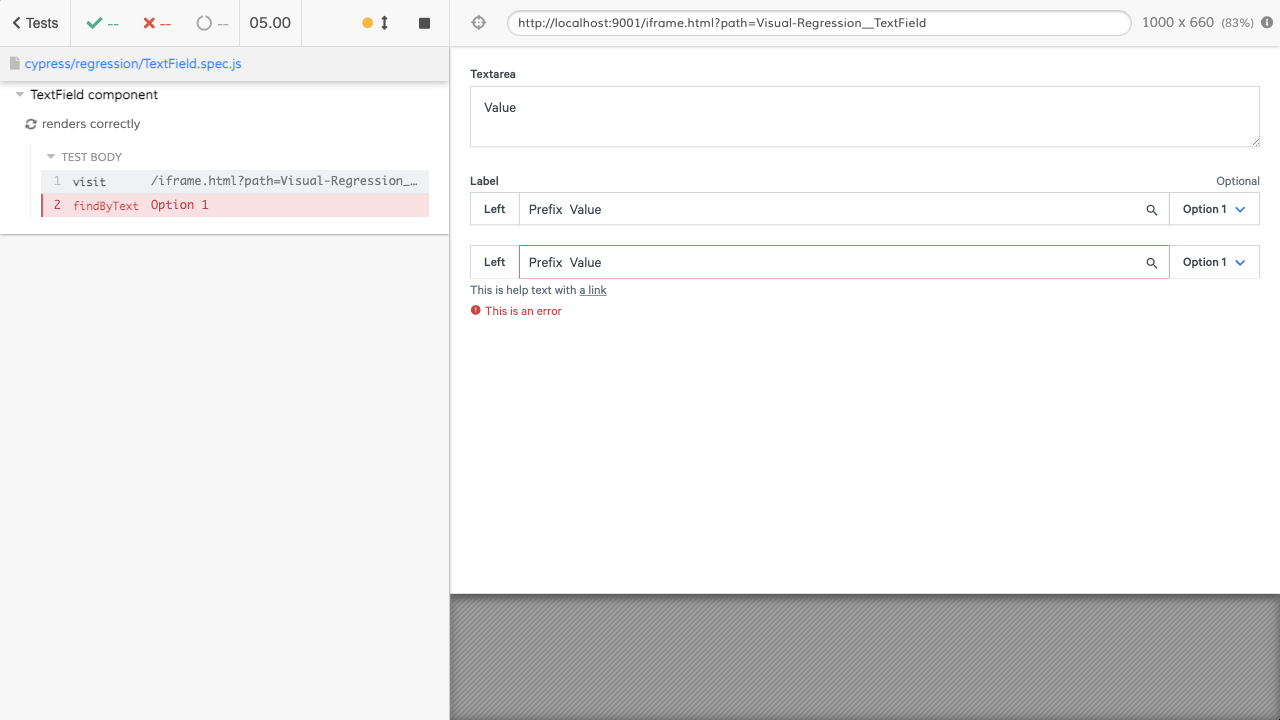 Tests -- -- -- 05.00
http://localhost:9001/iframe.html?path=Visual-Regression__TextField 1000 x 660 (83%)
cypress/regression/TextField.spec.js
TextField component
renders correctly
TEST BODY
1 visit /iframe.html?path=Visual-Regression_…
2 findByText Option 1
Textarea
Value
Label Optional
Left Prefix Value Option 1
Left Prefix Value Option 1
This is help text with a link
This is an error